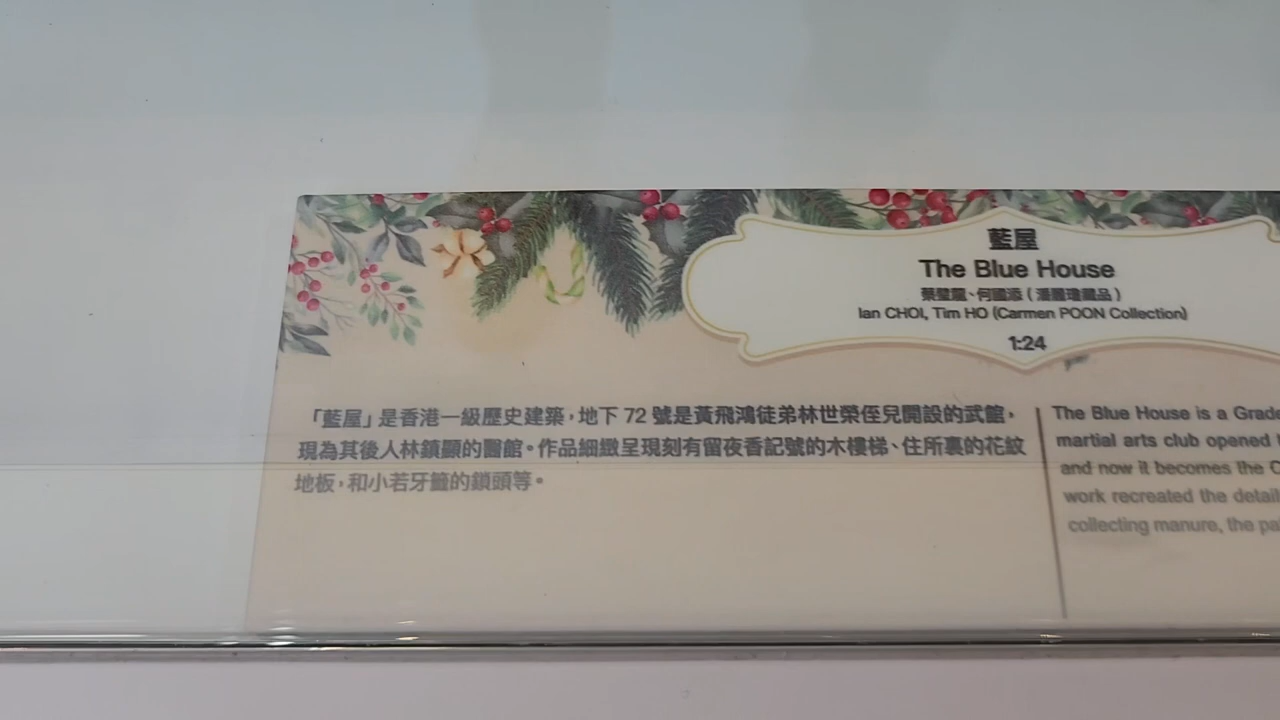 藍屋
The Blue House
蔡璧龍、何國添（潘麗瓊藏品）
Ian CHOI, Tim HO (Carmen POON Collection)
1:24
「藍屋」是香港一級歷史建築，地下 72 號是黃飛鴻徒弟林世榮侄兒開設的武館，
現為其後人林鎮顯的醫館。作品細緻呈現刻有留夜香記號的木樓梯、住所裏的花紋
地板，和小若牙籤的鎖頭等。
The Blue House is a Grad
martial arts club opened
and now it becomes the C
work recreated the detail
collecting manure, the pa